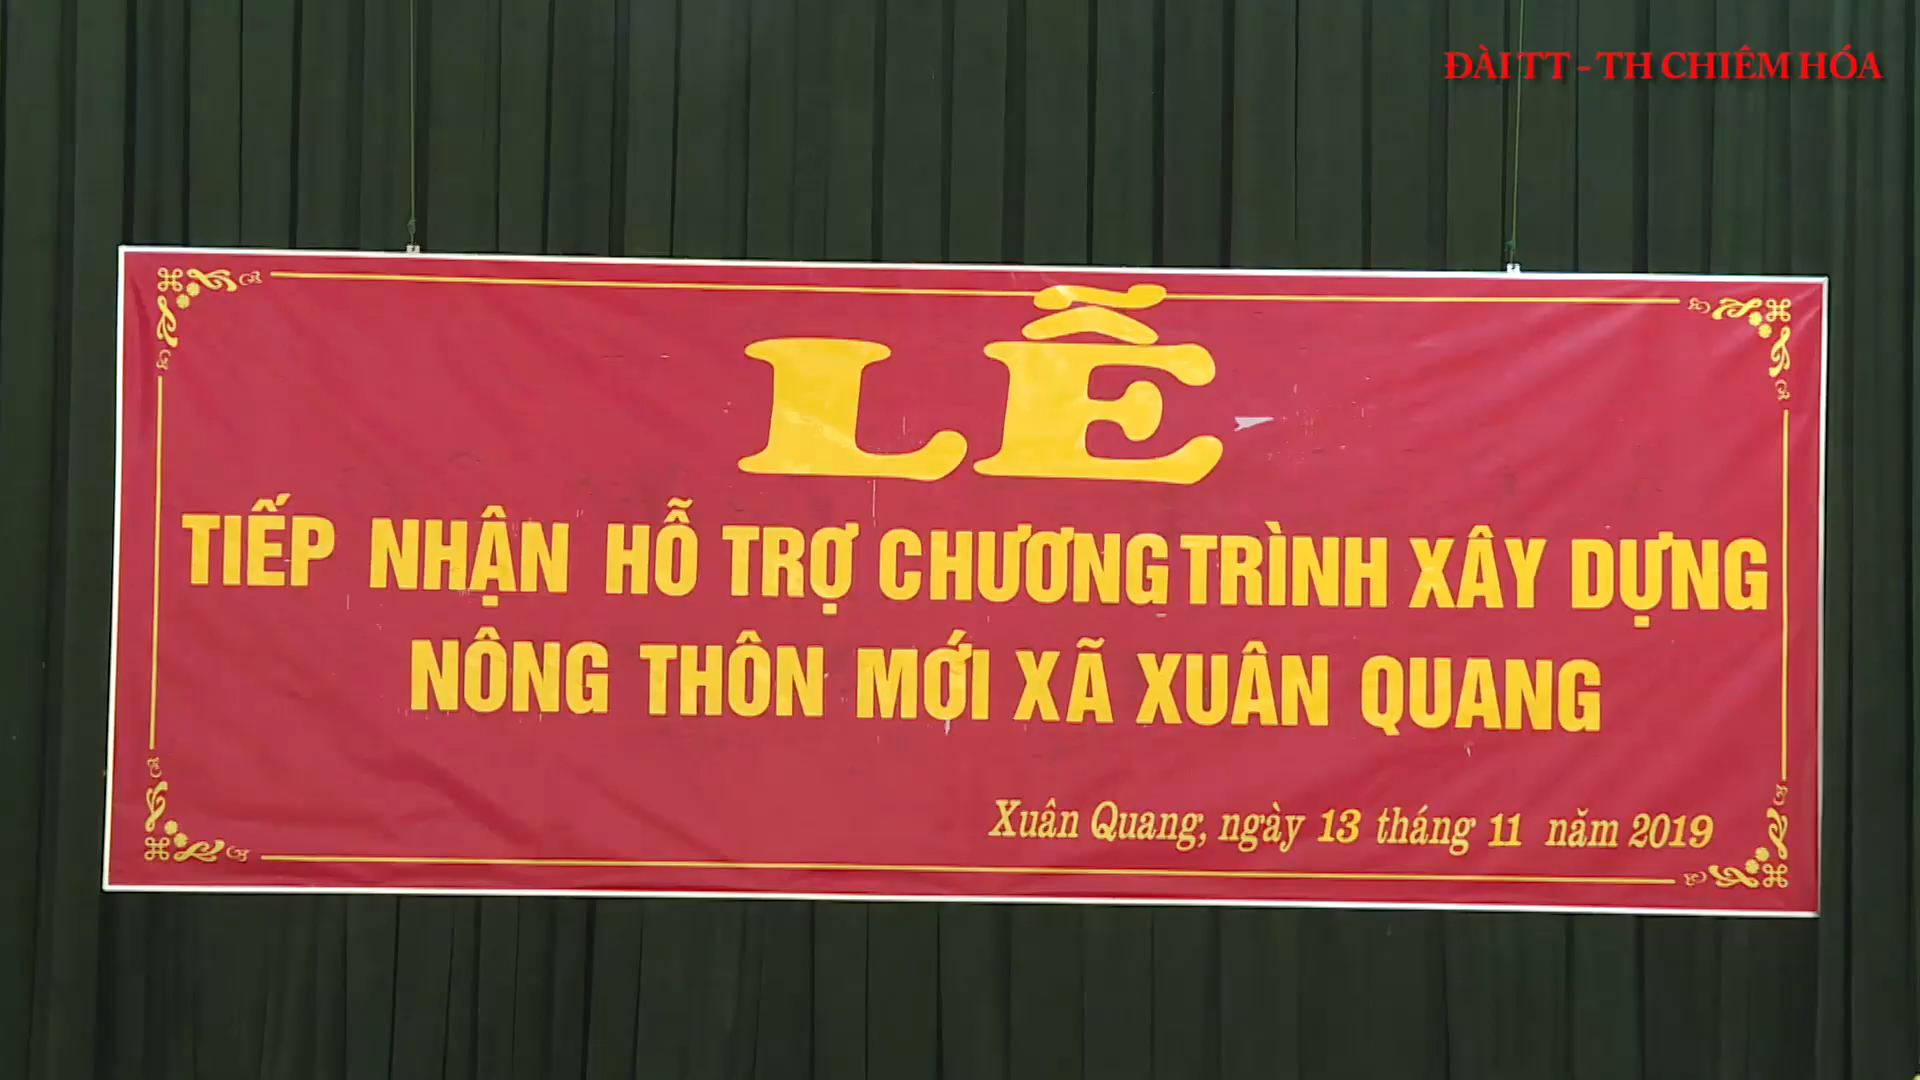 ĐÀI TT - TH CHIÊM HÓA
LỄ
TIẾP NHẬN HỖ TRỢ CHƯƠNG TRÌNH XÂY DỰNG
NÔNG THÔN MỚI XÃ XUÂN QUANG
Xuân Quang, ngày 13 tháng 11 năm 2019